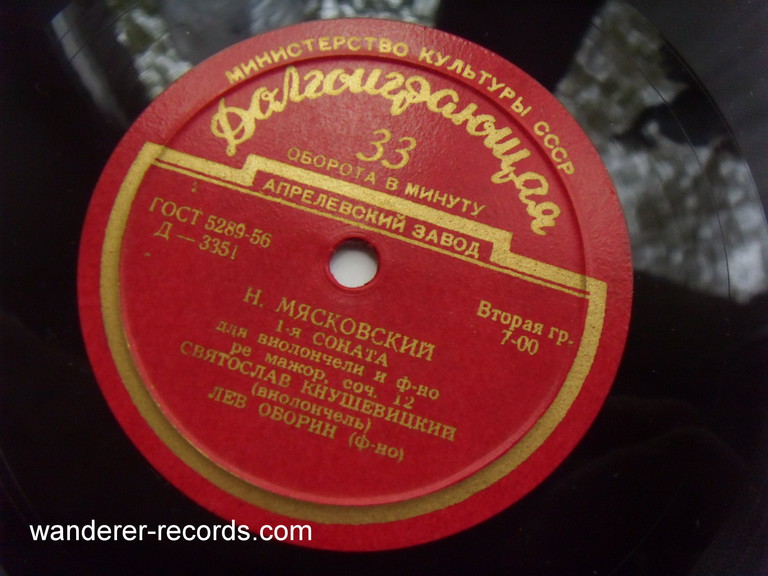 МИНИСТЕРСТВО КУЛЬТУРЫ СССР
Долгоиграющая
33
ОБОРОТА В МИНУТУ
АПРЕЛЕВСКИЙ ЗАВОД
ГОСТ 5289-56
Д — 3351
Вторая гр.
7-00
Н. МЯСКОВСКИЙ
1-я СОНАТА
для виолончели и ф-но
ре мажор, соч. 12
СВЯТОСЛАВ КНУШЕВИЦКИЙ
(виолончель)
ЛЕВ ОБОРИН (ф-но)
wanderer-records.com